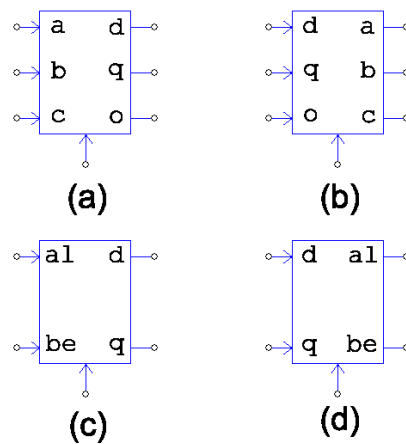 a d
b q
c o
(a)
d a
q b
o c
(b)
al d
be q
(c)
d al
q be
(d)